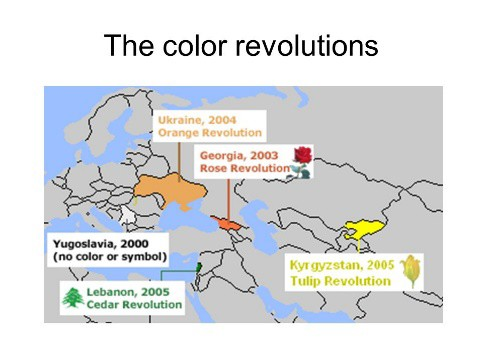 The color revolutions
Ukraine, 2004
Orange Revolution
Georgia, 2003
Rose Revolution
Yugoslavia, 2000
(no color or symbol)
Kyrgyzstan, 2005
Tulip Revolution
Lebanon, 2005
Cedar Revolution